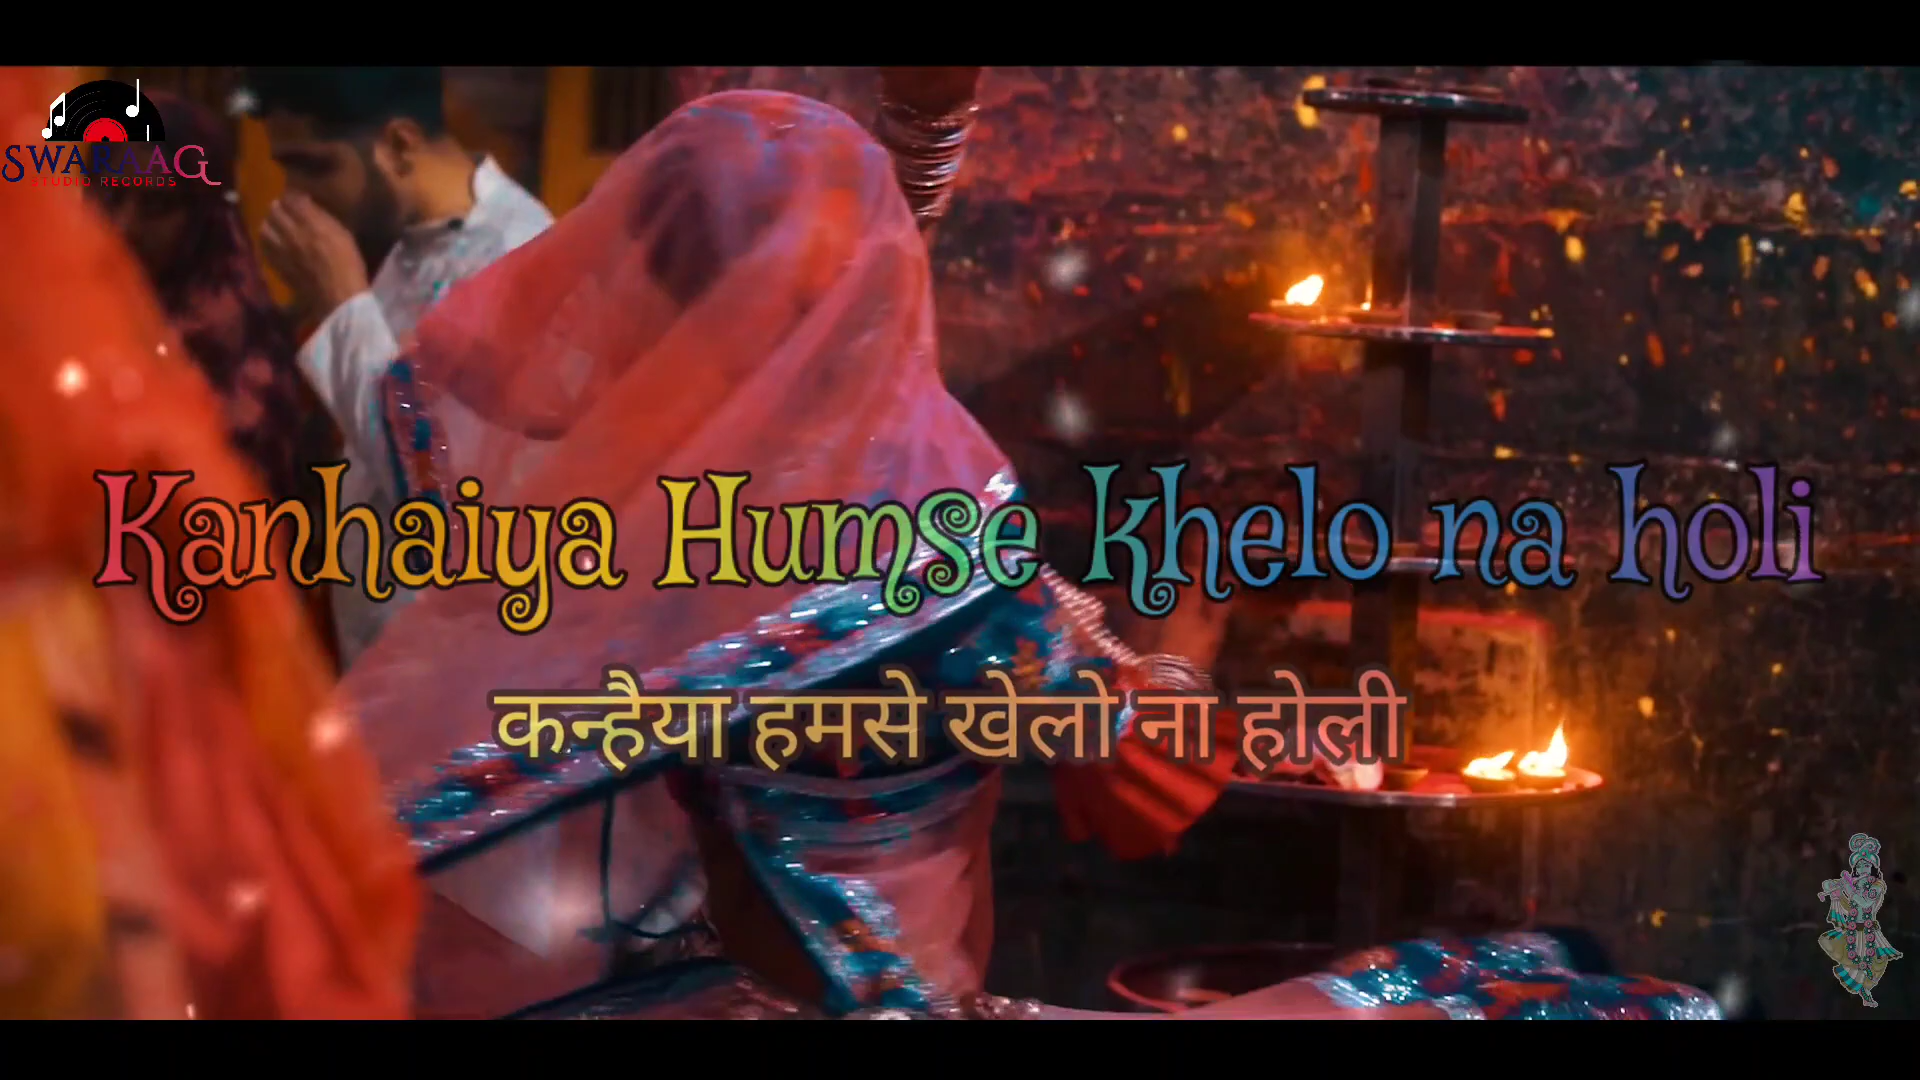 SWARAAG
STUDIO RECORDS
Kanhaiya Humse Khelo na holi
कन्हैया हमसे खेलो ना होली